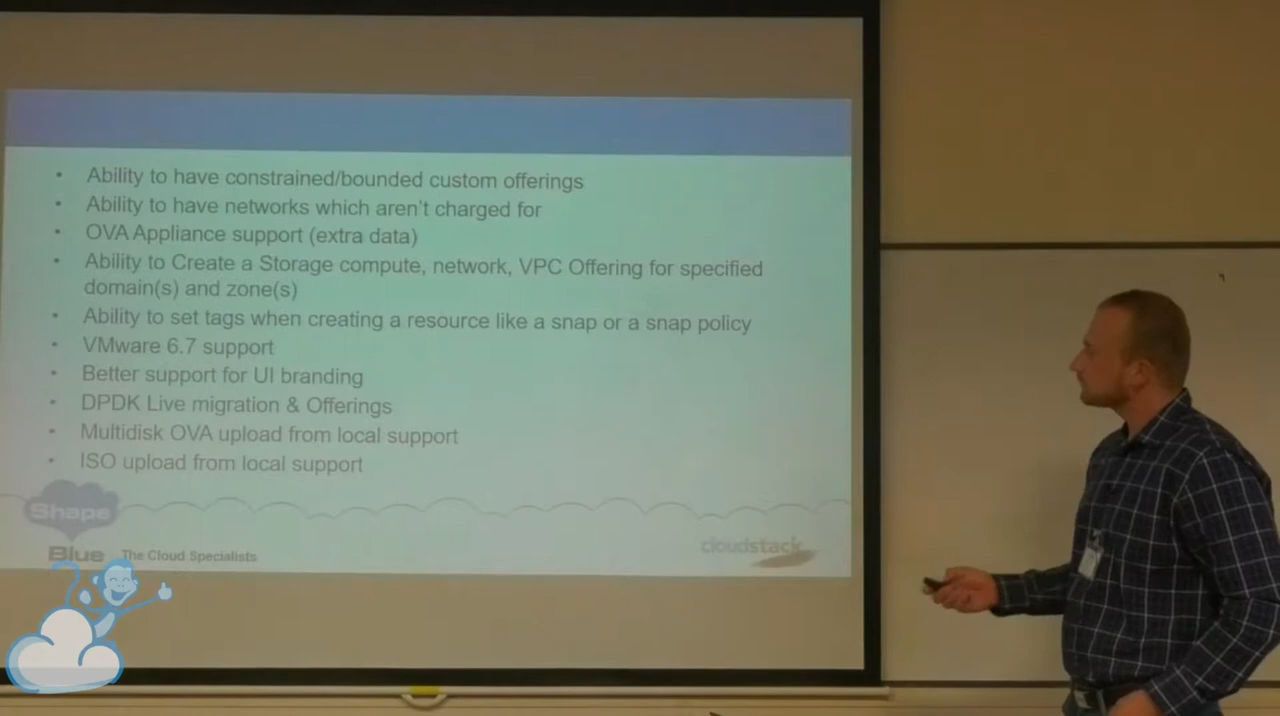 • Ability to have constrained/bounded custom offerings
• Ability to have networks which aren't charged for
• OVA Appliance support (extra data)
• Ability to Create a Storage compute, network, VPC Offering for specified
domain(s) and zone(s)
• Ability to set tags when creating a resource like a snap or a snap policy
• VMware 6.7 support
• Better support for UI branding
• DPDK Live migration & Offerings
• Multidisk OVA upload from local support
• ISO upload from local support
Shape
Blue The Cloud Specialists
cloudstack